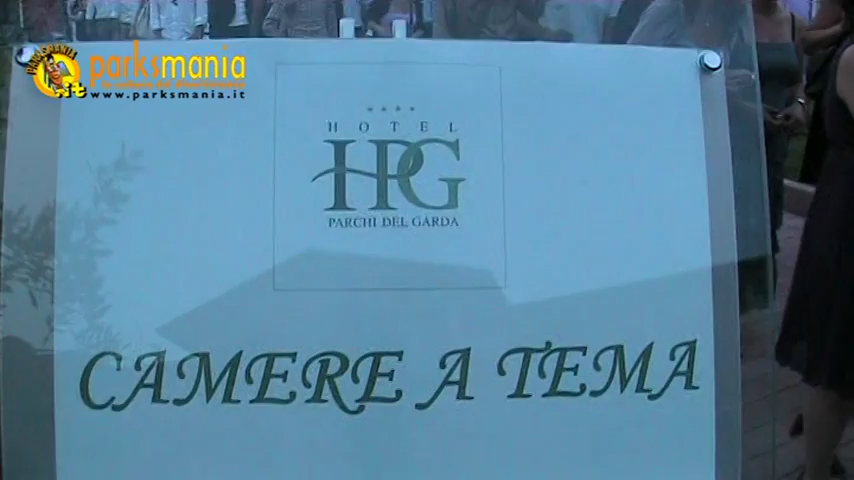 parksmania
www.parksmania.it
HOTEL
HPG
PARCHI DEL GARDA
CAMERE A TEMA